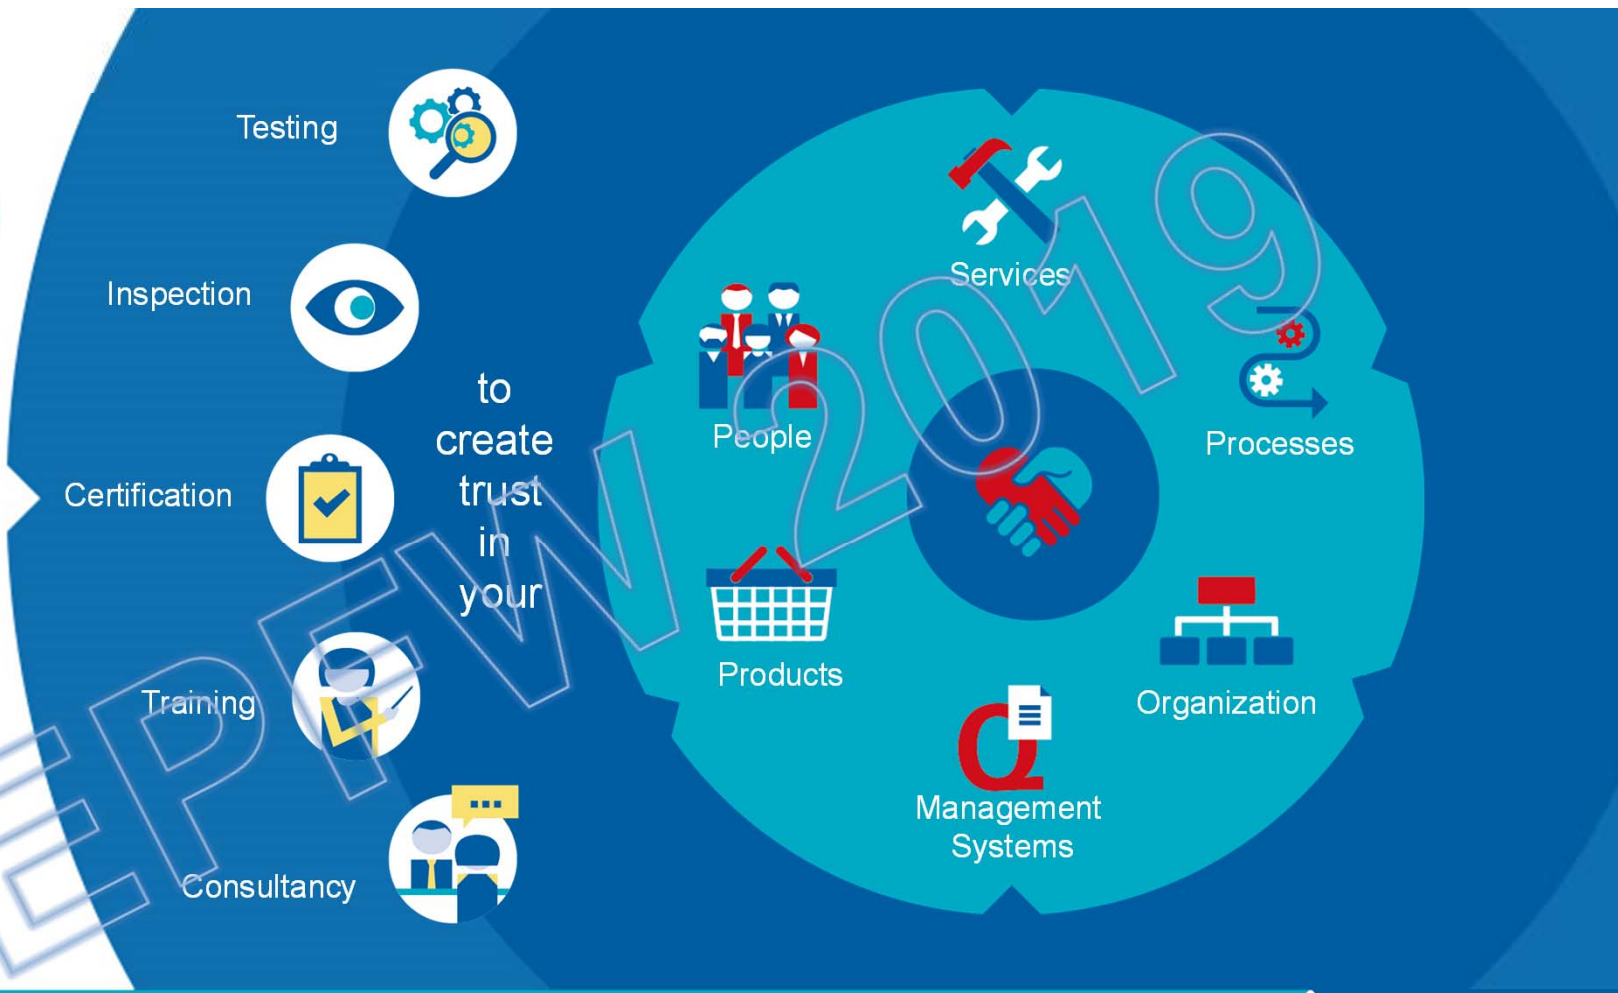 Testing
Inspection
Certification
Training
Consultancy
to
create
trust
in
your
Services
People
Processes
Products
Organization
Management
Systems
EPFW 2019